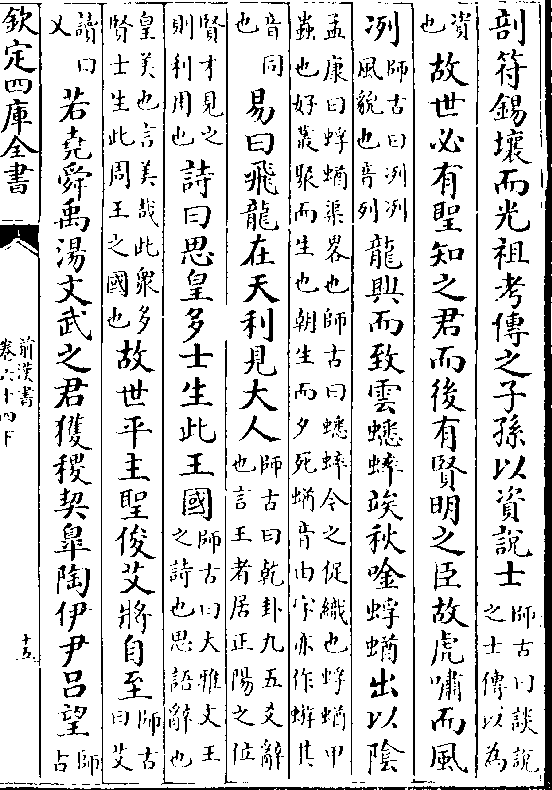 剖符錫壤而光祖考傳之子孫以資說士師古曰談說之士傳以為
資也故世必有聖知之君而後有賢明之臣故虎嘯而風
冽師古曰冽冽風貌也音列龍興而致雲蟋蟀竢秋唫蜉蝤出以陰
孟康曰蜉蝤渠畧也師古曰蟋蟀今之促織也蜉蝤甲蟲也好叢聚而生也朝生而夕死蝤音由字亦作蝣其
音同也易曰飛龍在天利見大人師古曰乾卦九五爻辭也言王者居正陽之位
賢才見之則利用也詩曰思皇多士生此王國師古曰大雅文王之詩也思語辭也
皇美也言美哉此衆多賢士生此周王之國也故世平主聖俊艾將自至師古曰艾
讀曰乂若堯舜禹湯文武之君獲稷契臯陶伊尹呂望師古
欽定四庫全書
前漢書
卷六十四下
十五